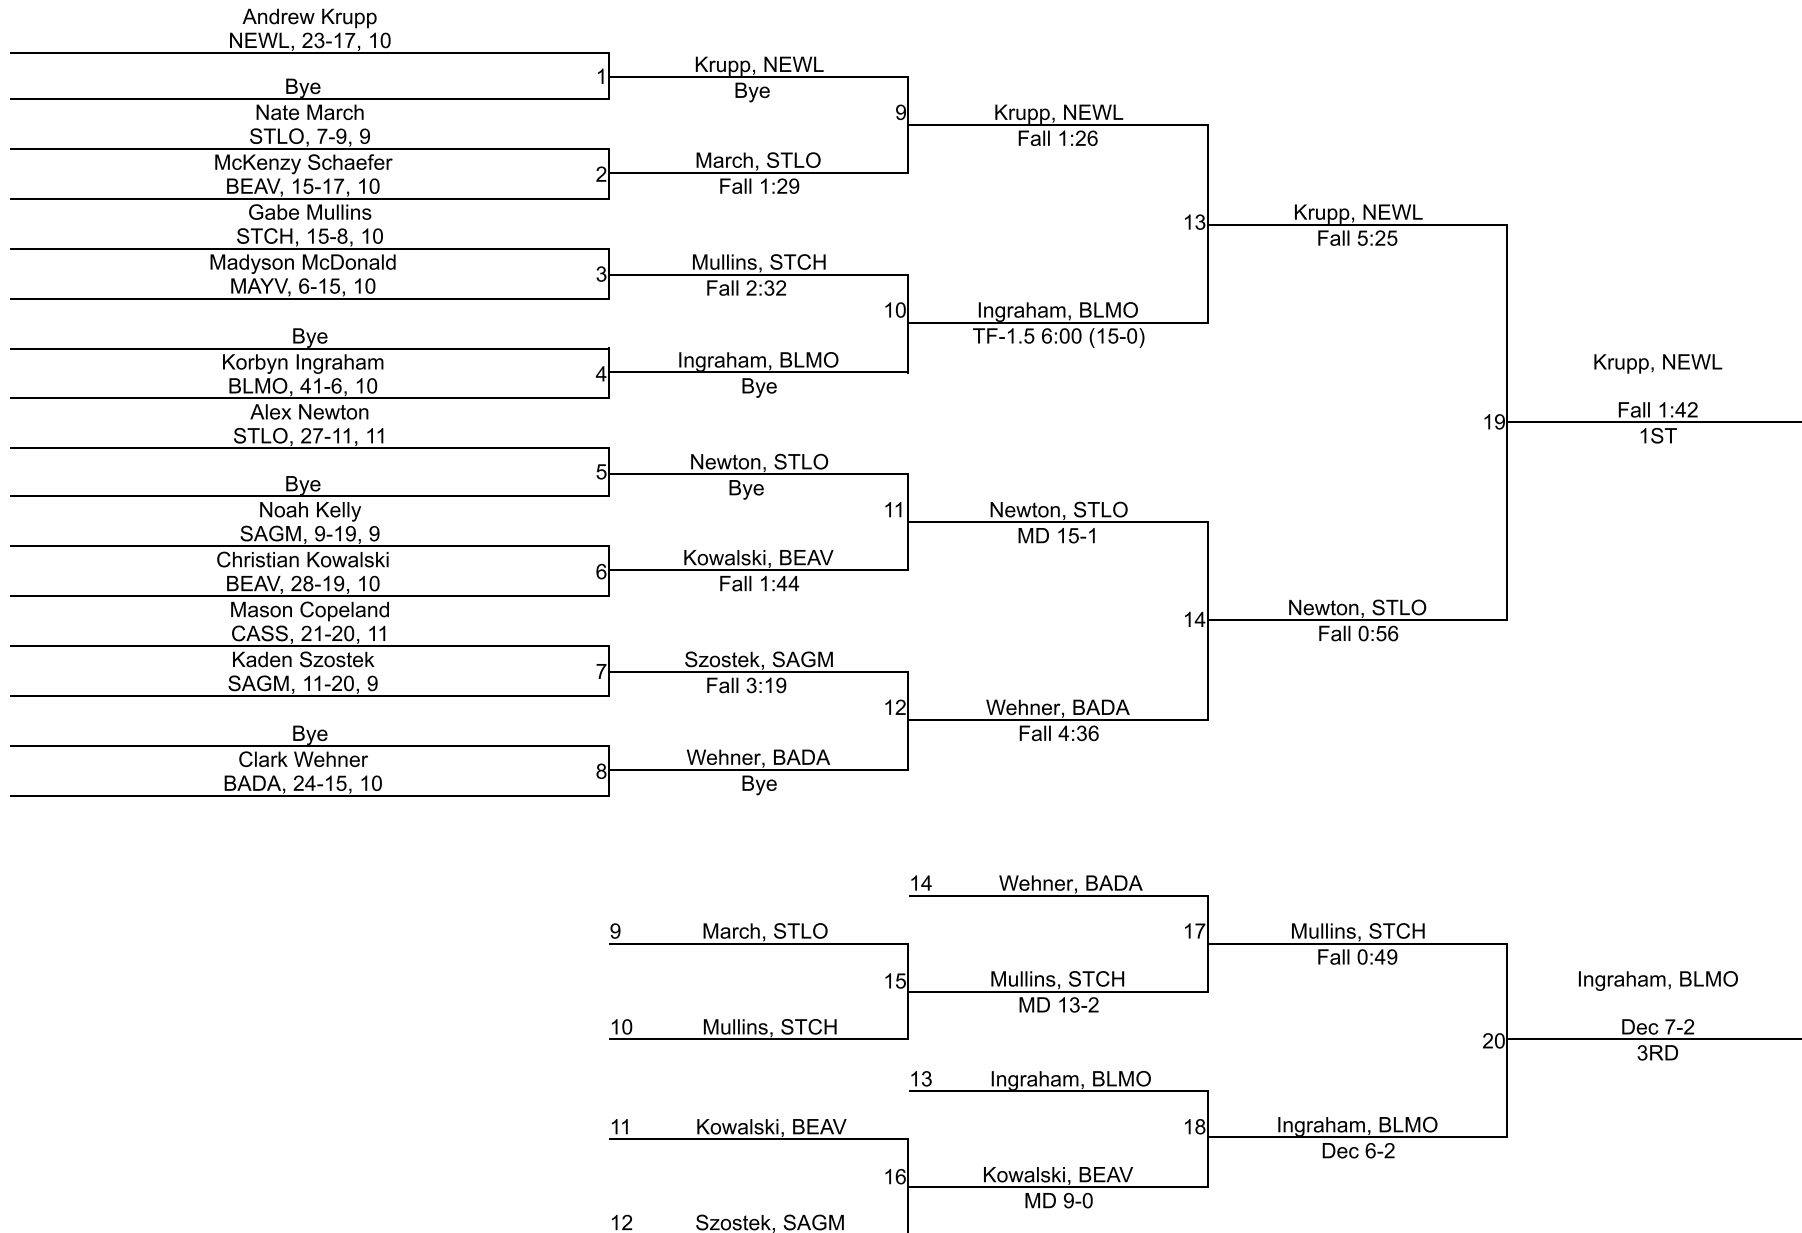 Andrew Krupp
NEWL, 23-17, 10
Bye
Nate March
STLO, 7-9, 9
McKenzy Schaefer
BEAV, 15-17, 10
Gabe Mullins
STCH, 15-8, 10
Madyson McDonald
MAYV, 6-15, 10
Bye
Korbyn Ingraham
BLMO, 41-6, 10
Alex Newton
STLO, 27-11, 11
Bye
Noah Kelly
SAGM, 9-19, 9
Christian Kowalski
BEAV, 28-19, 10
Mason Copeland
CASS, 21-20, 11
Kaden Szostek
SAGM, 11-20, 9
Bye
Clark Wehner
BADA, 24-15, 10
1
Krupp, NEWL
Bye
2
March, STLO
Fall 1:29
3
Mullins, STCH
Fall 2:32
4
Ingraham, BLMO
Bye
5
Newton, STLO
Bye
6
Kowalski, BEAV
Fall 1:44
7
Szostek, SAGM
Fall 3:19
8
Wehner, BADA
Bye
9
Krupp, NEWL
Fall 1:26
10
Ingraham, BLMO
TF-1.5 6:00 (15-0)
11
Newton, STLO
MD 15-1
12
Wehner, BADA
Fall 4:36
13
Krupp, NEWL
Fall 5:25
14
Newton, STLO
Fall 0:56
19
Krupp, NEWL
Fall 1:42
1ST
14 Wehner, BADA
9 March, STLO
10 Mullins, STCH
15
Mullins, STCH
MD 13-2
17
Mullins, STCH
Fall 0:49
13 Ingraham, BLMO
11 Kowalski, BEAV
12 Szostek, SAGM
16
Kowalski, BEAV
MD 9-0
18
Ingraham, BLMO
Dec 6-2
20
Ingraham, BLMO
Dec 7-2
3RD